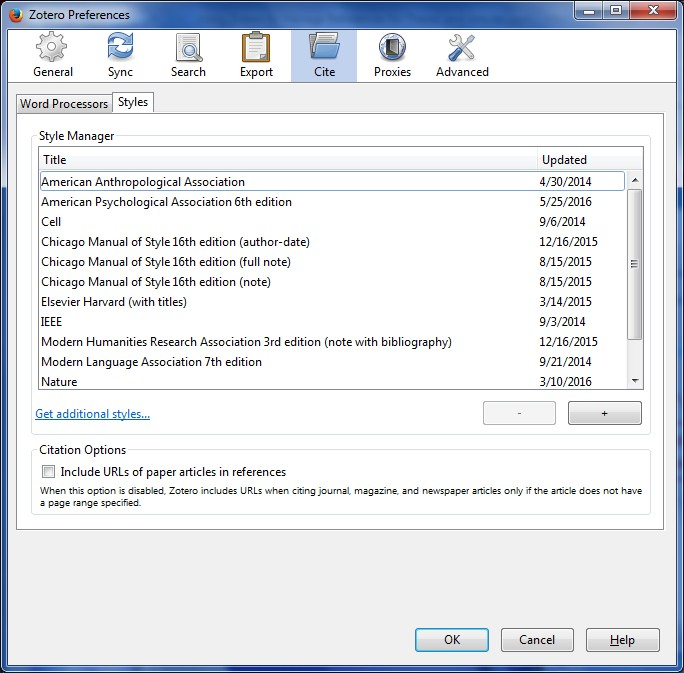 Zotero Preferences
General Sync Search Export Cite Proxies Advanced
Word Processors Styles
Style Manager
Title Updated
American Anthropological Association 4/30/2014
American Psychological Association 6th edition 5/25/2016
Cell 9/6/2014
Chicago Manual of Style 16th edition (author-date) 12/16/2015
Chicago Manual of Style 16th edition (full note) 8/15/2015
Chicago Manual of Style 16th edition (note) 8/15/2015
Elsevier Harvard (with titles) 3/14/2015
IEEE 9/3/2014
Modern Humanities Research Association 3rd edition (note with bibliography) 12/16/2015
Modern Language Association 7th edition 9/21/2014
Nature 3/10/2016
Get additional styles... - +
Citation Options
Include URLs of paper articles in references
When this option is disabled, Zotero includes URLs when citing journal, magazine, and newspaper articles only if the article does not have
a page range specified.
OK Cancel Help